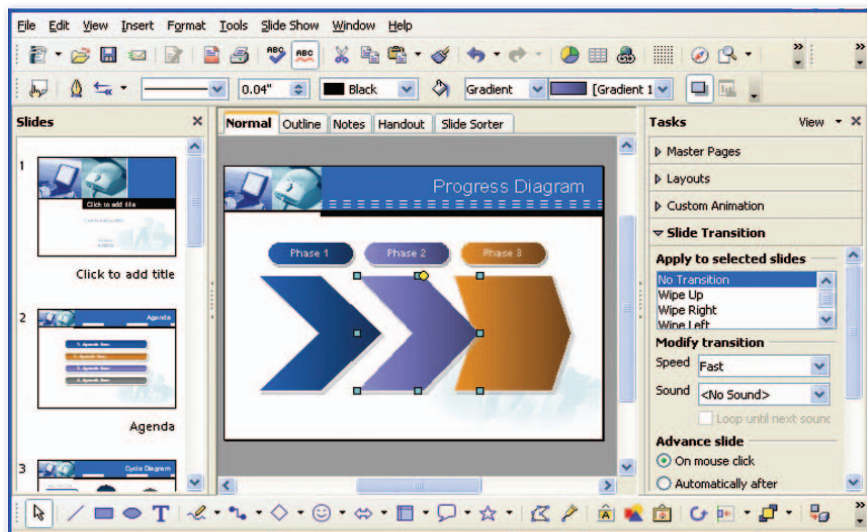 File Edit View Insert Format Tools Slide Show Window Help
ABC ABC
0.04" Black Gradient [Gradient 1
Slides
Normal Outline Notes Handout Slide Sorter
Tasks View
1
Click to add title
Click to add title
2
Agenda
Agenda
3
Cycle Diagram
Progress Diagram
Phase 1 Phase 2 Phase 3
Master Pages
Layouts
Custom Animation
Slide Transition
Apply to selected slides
No Transition
Wipe Up
Wipe Right
Wipe Left
Modify transition
Speed Fast
Sound <No Sound>
Loop until next sound
Advance slide
On mouse click
Automatically after
T A